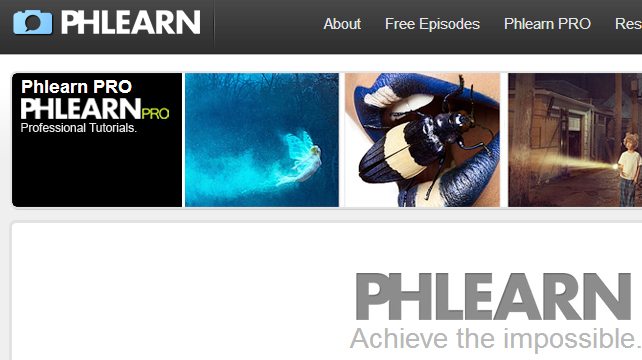 PHLEARN
About Free Episodes Phlearn PRO Res
Phlearn PRO
PHLEARN PRO
Professional Tutorials.
PHLEARN
Achieve the impossible.